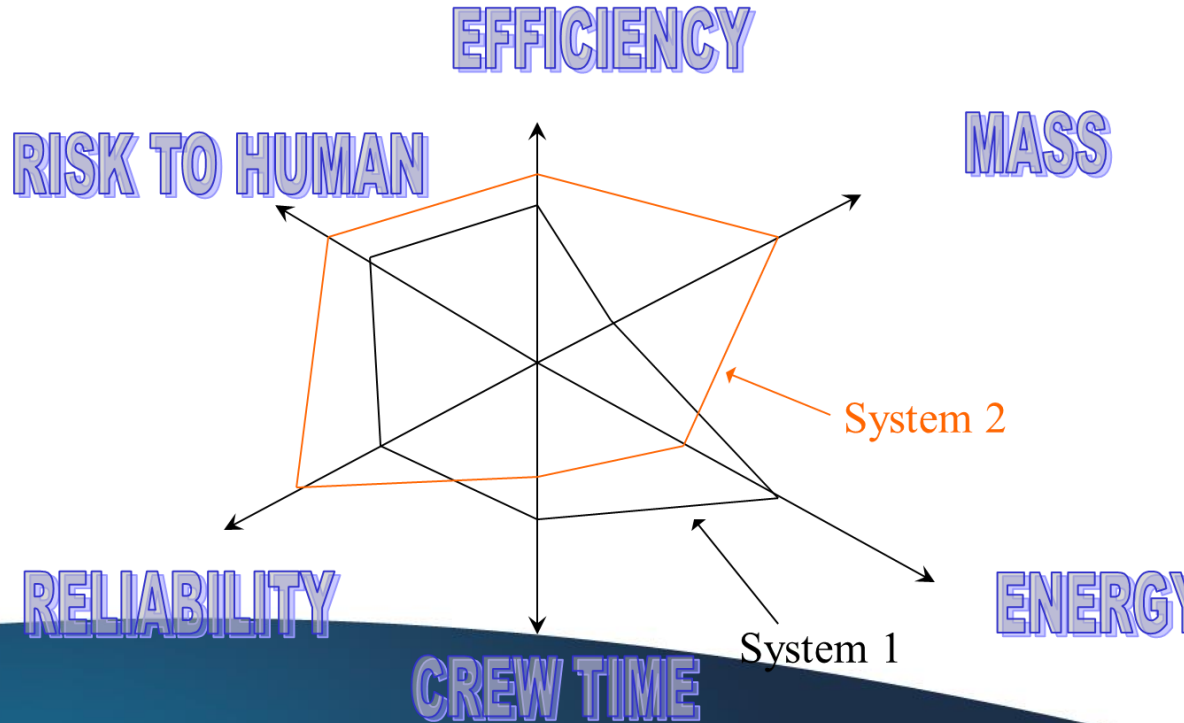 EFFICIENCY
MASS
RISK TO HUMAN
System 2
RELIABILITY
ENERGY
System 1
CREW TIME